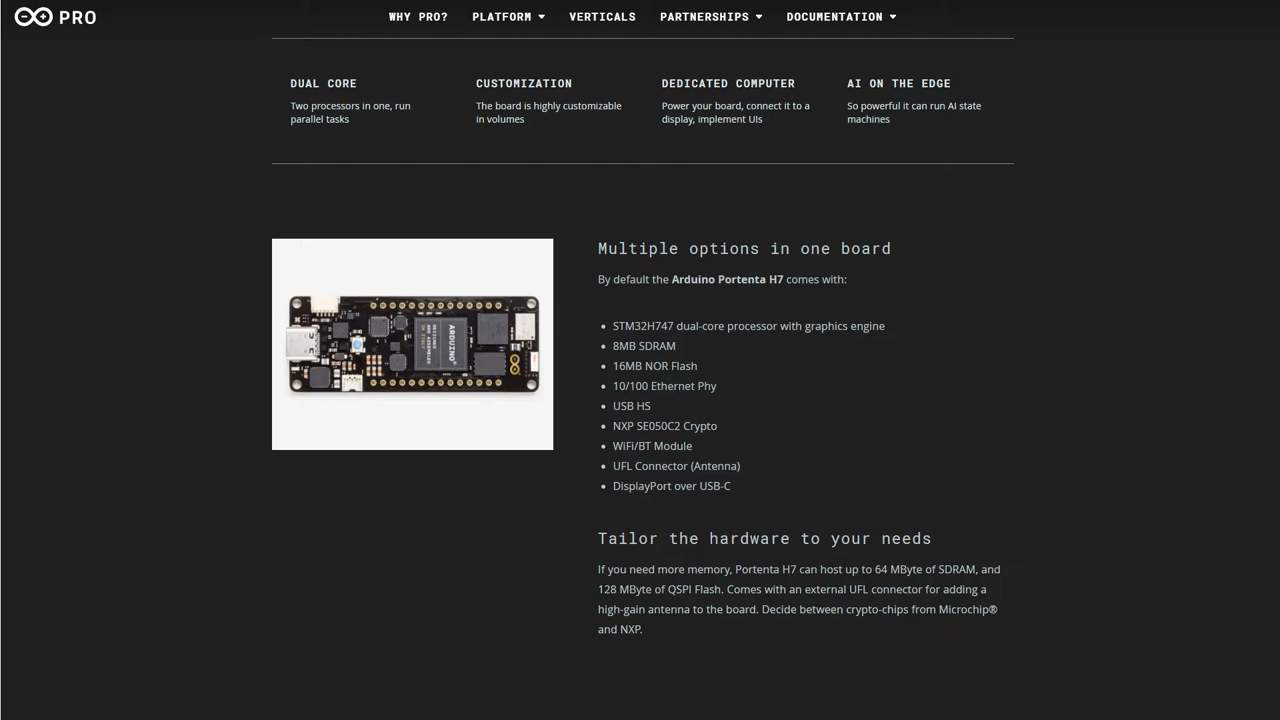 PRO
WHY PRO? PLATFORM VERTICALS PARTNERSHIPS DOCUMENTATION
DUAL CORE
Two processors in one, run
parallel tasks
CUSTOMIZATION
The board is highly customizable
in volumes
DEDICATED COMPUTER
Power your board, connect it to a
display, implement UIs
AI ON THE EDGE
So powerful it can run AI state
machines
ARDUINO
Multiple options in one board
By default the Arduino Portenta H7 comes with:
STM32H747 dual-core processor with graphics engine
8MB SDRAM
16MB NOR Flash
10/100 Ethernet Phy
USB HS
NXP SE050C2 Crypto
WiFi/BT Module
UFL Connector (Antenna)
DisplayPort over USB-C
Tailor the hardware to your needs
If you need more memory, Portenta H7 can host up to 64 MByte of SDRAM, and
128 MByte of QSPI Flash. Comes with an external UFL connector for adding a
high-gain antenna to the board. Decide between crypto-chips from Microchip®
and NXP.